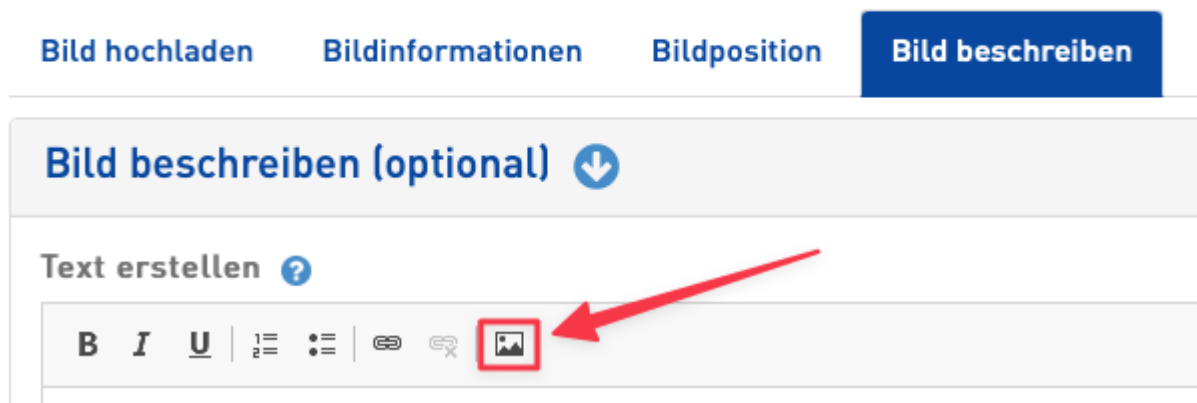 Bild hochladen Bildinformationen Bildposition Bild beschreiben
Bild beschreiben (optional)
Text erstellen ?
B I U